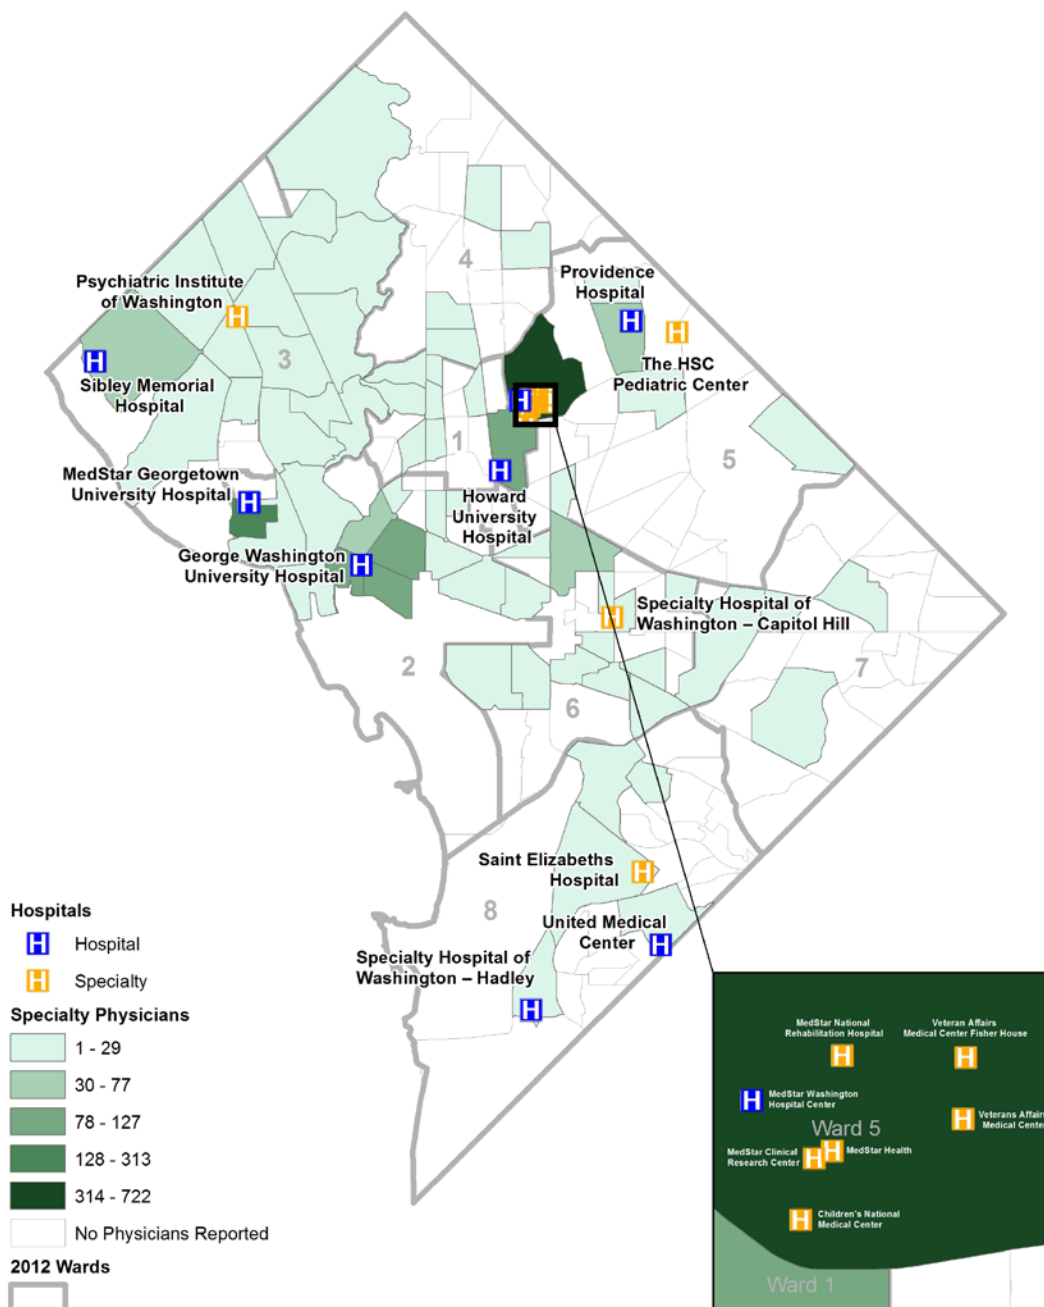 4
Providence
Hospital
H
H
Psychiatric Institute
of Washington
H
The HSC
Pediatric Center
3
H
Sibley Memorial
Hospital
H
1
5
MedStar Georgetown
University Hospital
H
H
Howard
University
Hospital
George Washington
University Hospital
H
Specialty Hospital of
Washington – Capitol Hill
H
2
7
6
Saint Elizabeths
Hospital
H
8
United Medical
Center
H
Specialty Hospital of
Washington – Hadley
H
Hospitals
H Hospital
H Specialty
Specialty Physicians
1 - 29
30 - 77
78 - 127
128 - 313
314 - 722
No Physicians Reported
2012 Wards
MedStar National
Rehabilitation Hospital
H
Veteran Affairs
Medical Center Fisher House
H
H
MedStar Washington
Hospital Center
H
Veterans Affairs
Medical Center
Ward 5
MedStar Clinical
Research Center
H
H
MedStar Health
H
Children's National
Medical Center
Ward 1